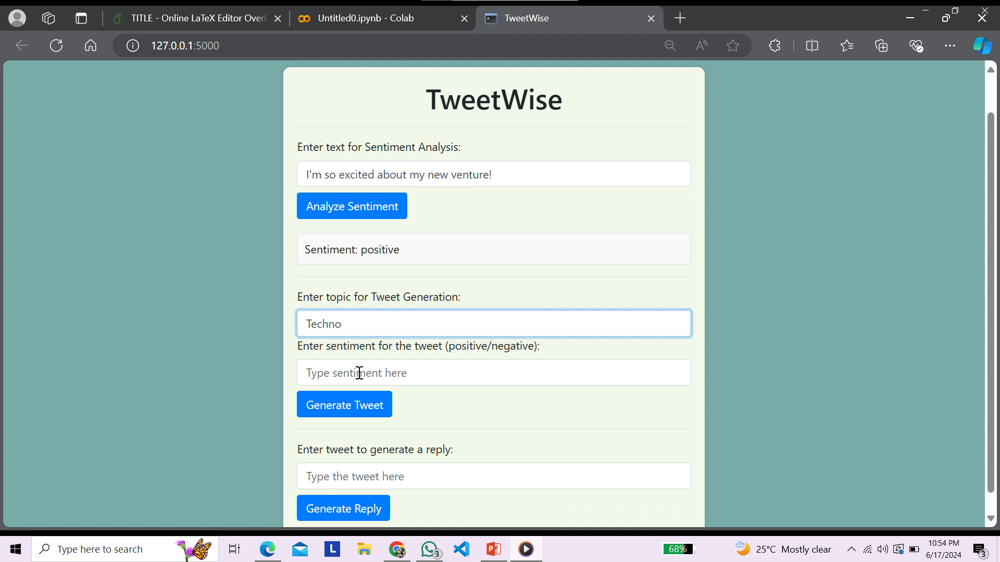 TITLE - Online LaTeX Editor Overl
Untitled0.ipynb - Colab
TweetWise
127.0.0.1:5000
TweetWise
Enter text for Sentiment Analysis:
I'm so excited about my new venture!
Analyze Sentiment
Sentiment: positive
Enter topic for Tweet Generation:
Techno
Enter sentiment for the tweet (positive/negative):
Type sentiment here
Generate Tweet
Enter tweet to generate a reply:
Type the tweet here
Generate Reply
Type here to search
L
3
68%
25°C Mostly clear
10:54 PM
6/17/2024
3